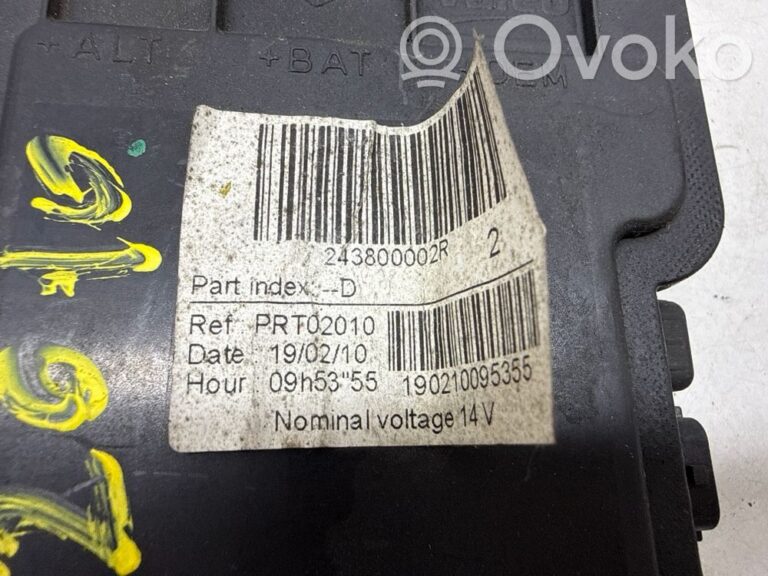 Ovoko
+ALT
+BAT
243800002R 2
Part index :--D
Ref : PRT02010
Date : 19/02/10
Hour : 09h53"55
190210095355
Nominal voltage 14 V